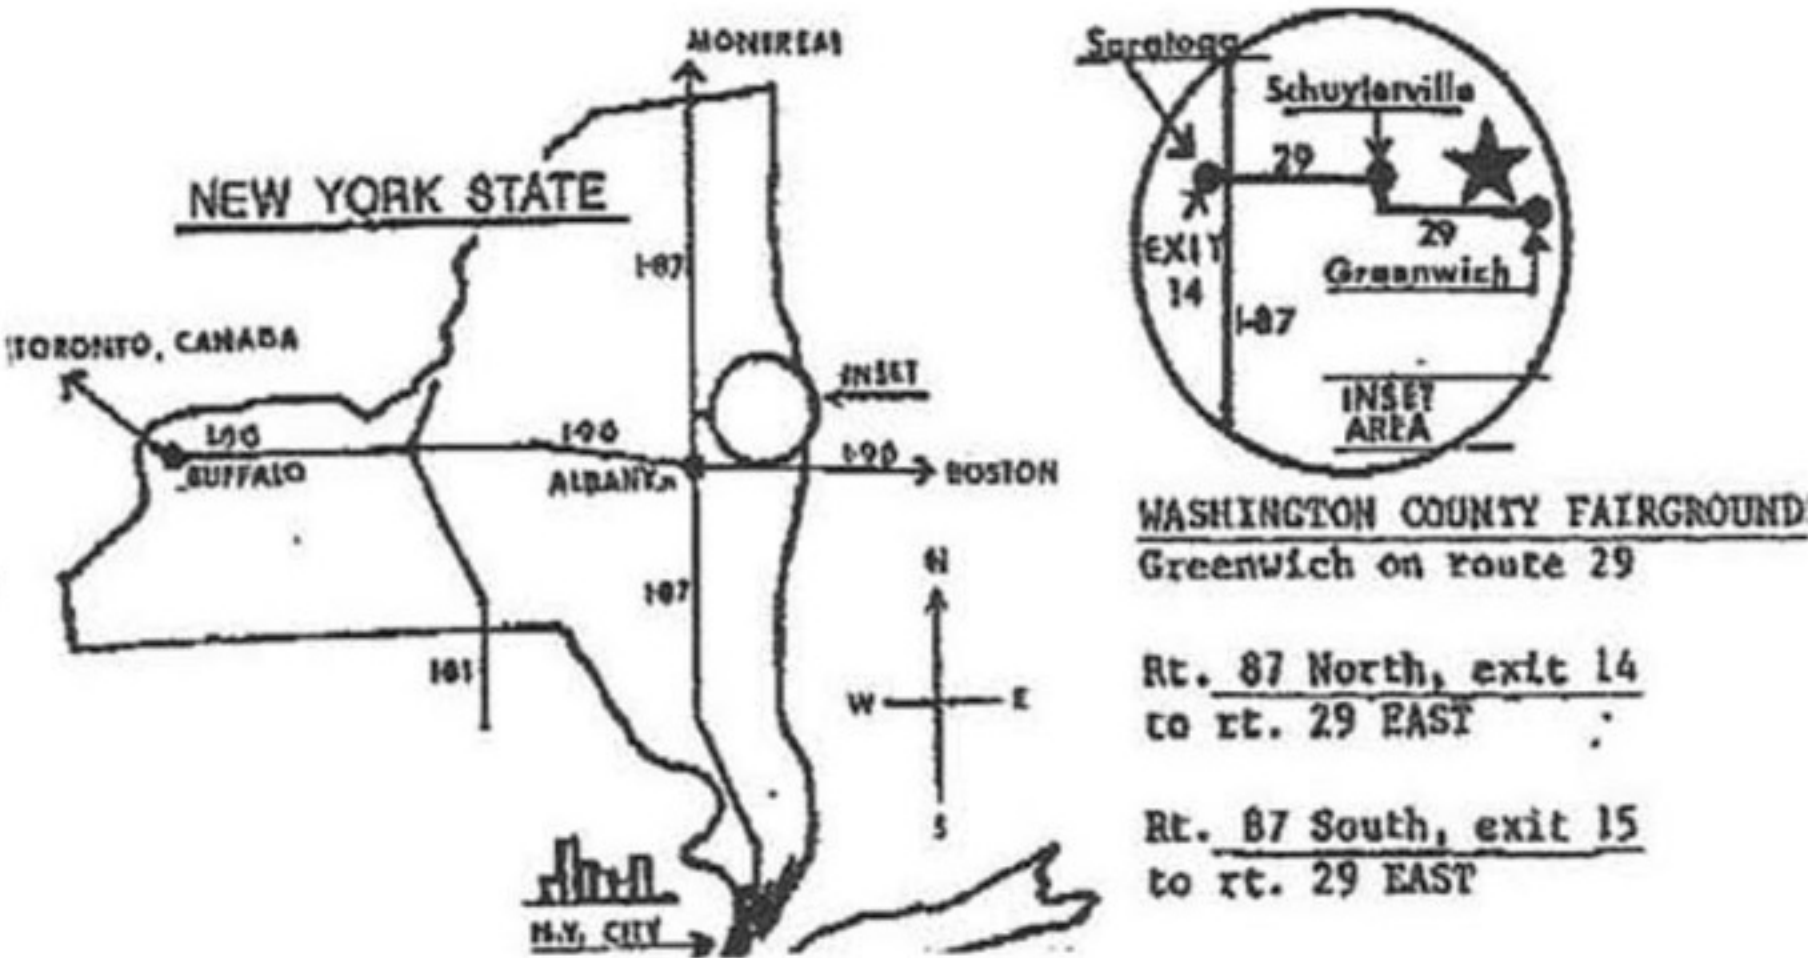 MONTREAL
NEW YORK STATE
I-87
TORONTO, CANADA
INSET
I-90
I-90
I-90
BUFFALO
ALBANY
BOSTON
I-87
I-81
N
W
E
S
N.Y. CITY
Saratoga
Schuylerville
29
29
EXIT
14
Greenwich
I-87
INSET
AREA
WASHINGTON COUNTY FAIRGROUND
Greenwich on route 29
Rt. 87 North, exit 14
to rt. 29 EAST
Rt. 87 South, exit 15
to rt. 29 EAST